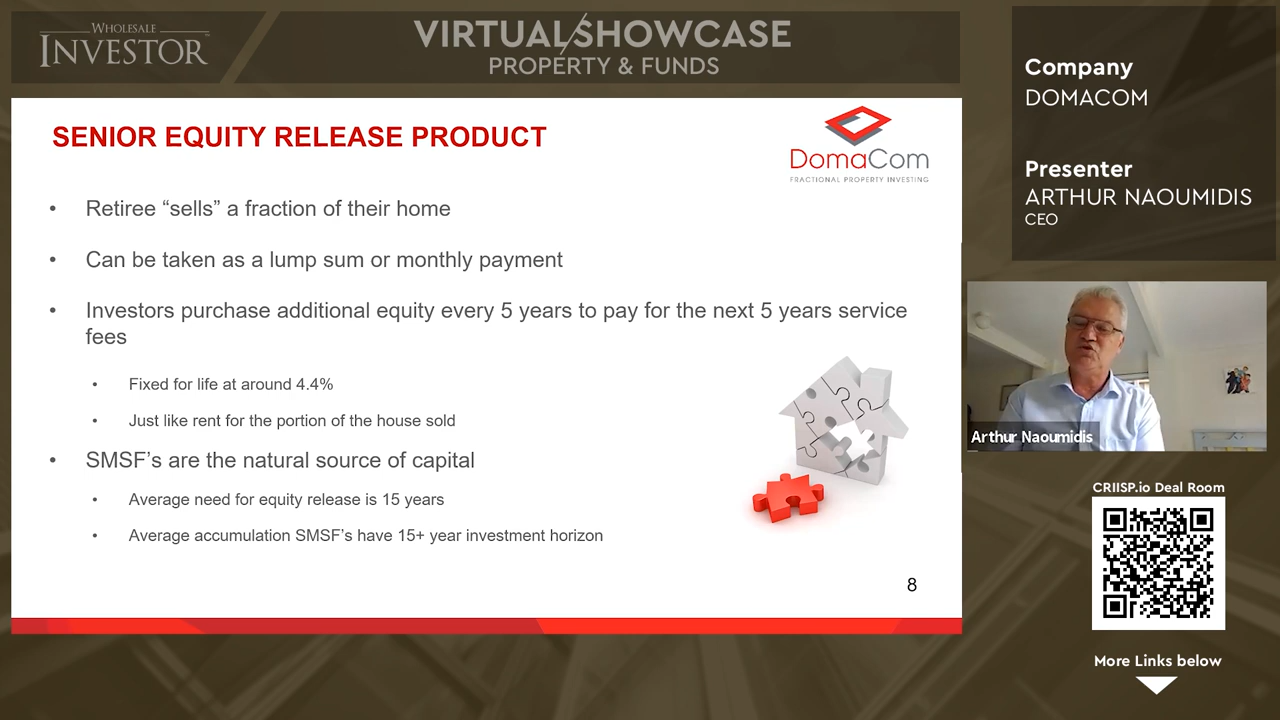 WHOLESALE
INVESTOR
VIRTUAL/SHOWCASE
PROPERTY & FUNDS
SENIOR EQUITY RELEASE PRODUCT
DomaCom
FRACTIONAL PROPERTY INVESTING
• Retiree “sells” a fraction of their home
• Can be taken as a lump sum or monthly payment
• Investors purchase additional equity every 5 years to pay for the next 5 years service
fees
• Fixed for life at around 4.4%
• Just like rent for the portion of the house sold
• SMSF’s are the natural source of capital
• Average need for equity release is 15 years
• Average accumulation SMSF’s have 15+ year investment horizon
8
Company
DOMACOM
Presenter
ARTHUR NAOUMIDIS
CEO
Arthur Naoumidis
CRIISP.io Deal Room
More Links below